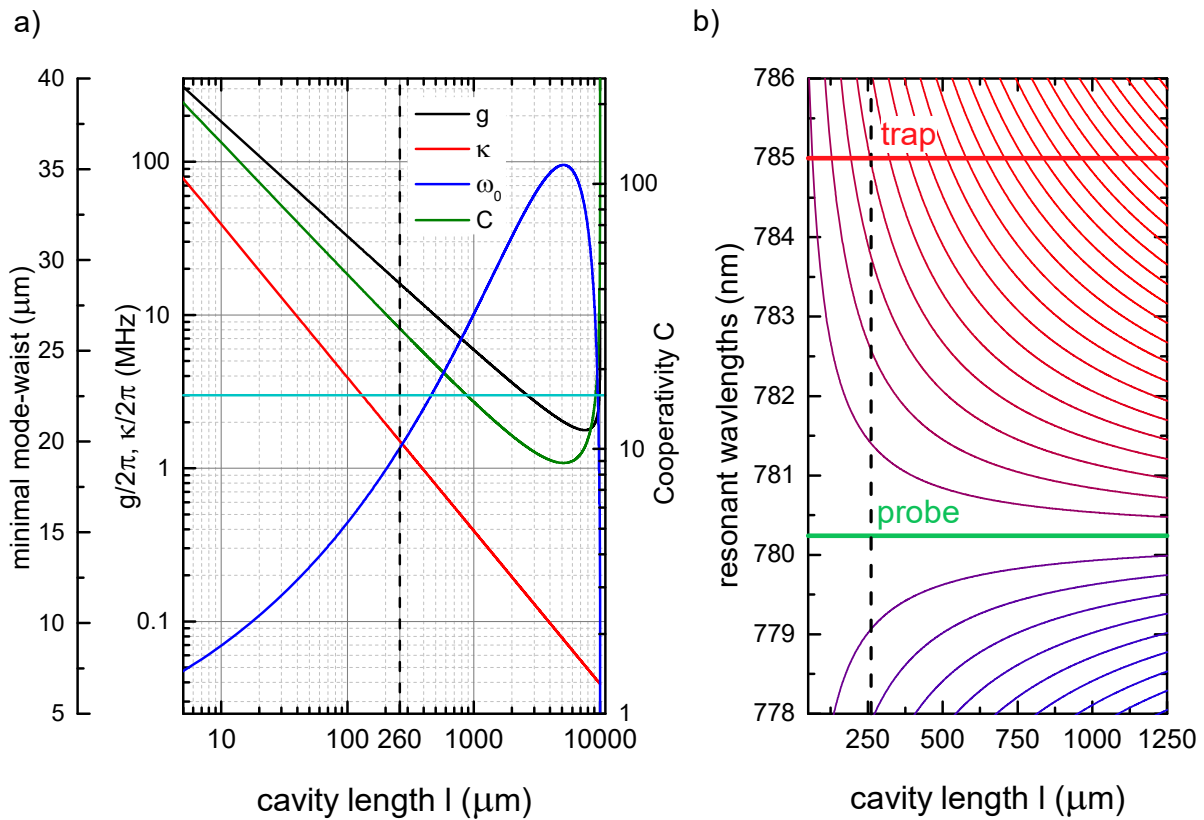 a)
40
35
30
25
20
15
10
5
minimal mode-waist (μm)
100
10
1
0.1
g/2π, κ/2π (MHz)
g
κ
ω₀
C
100
10
1
Cooperativity C
10
100
260
1000
10000
cavity length l (μm)
b)
786
785
784
783
782
781
780
779
778
resonant wavlengths (nm)
trap
probe
250
500
750
1000
1250
cavity length l (μm)